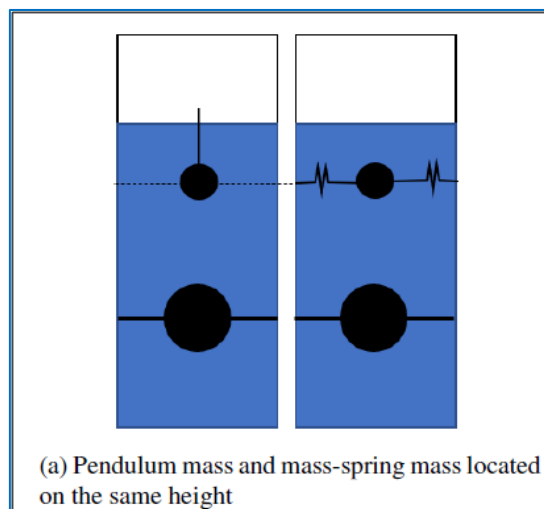 (a) Pendulum mass and mass-spring mass located
on the same height